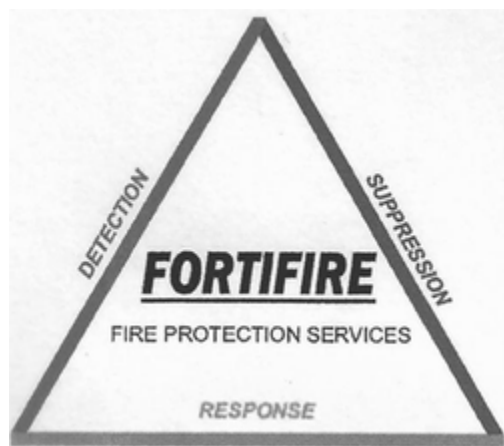 DETECTION
SUPPRESSION
FORTIFIRE
FIRE PROTECTION SERVICES
RESPONSE